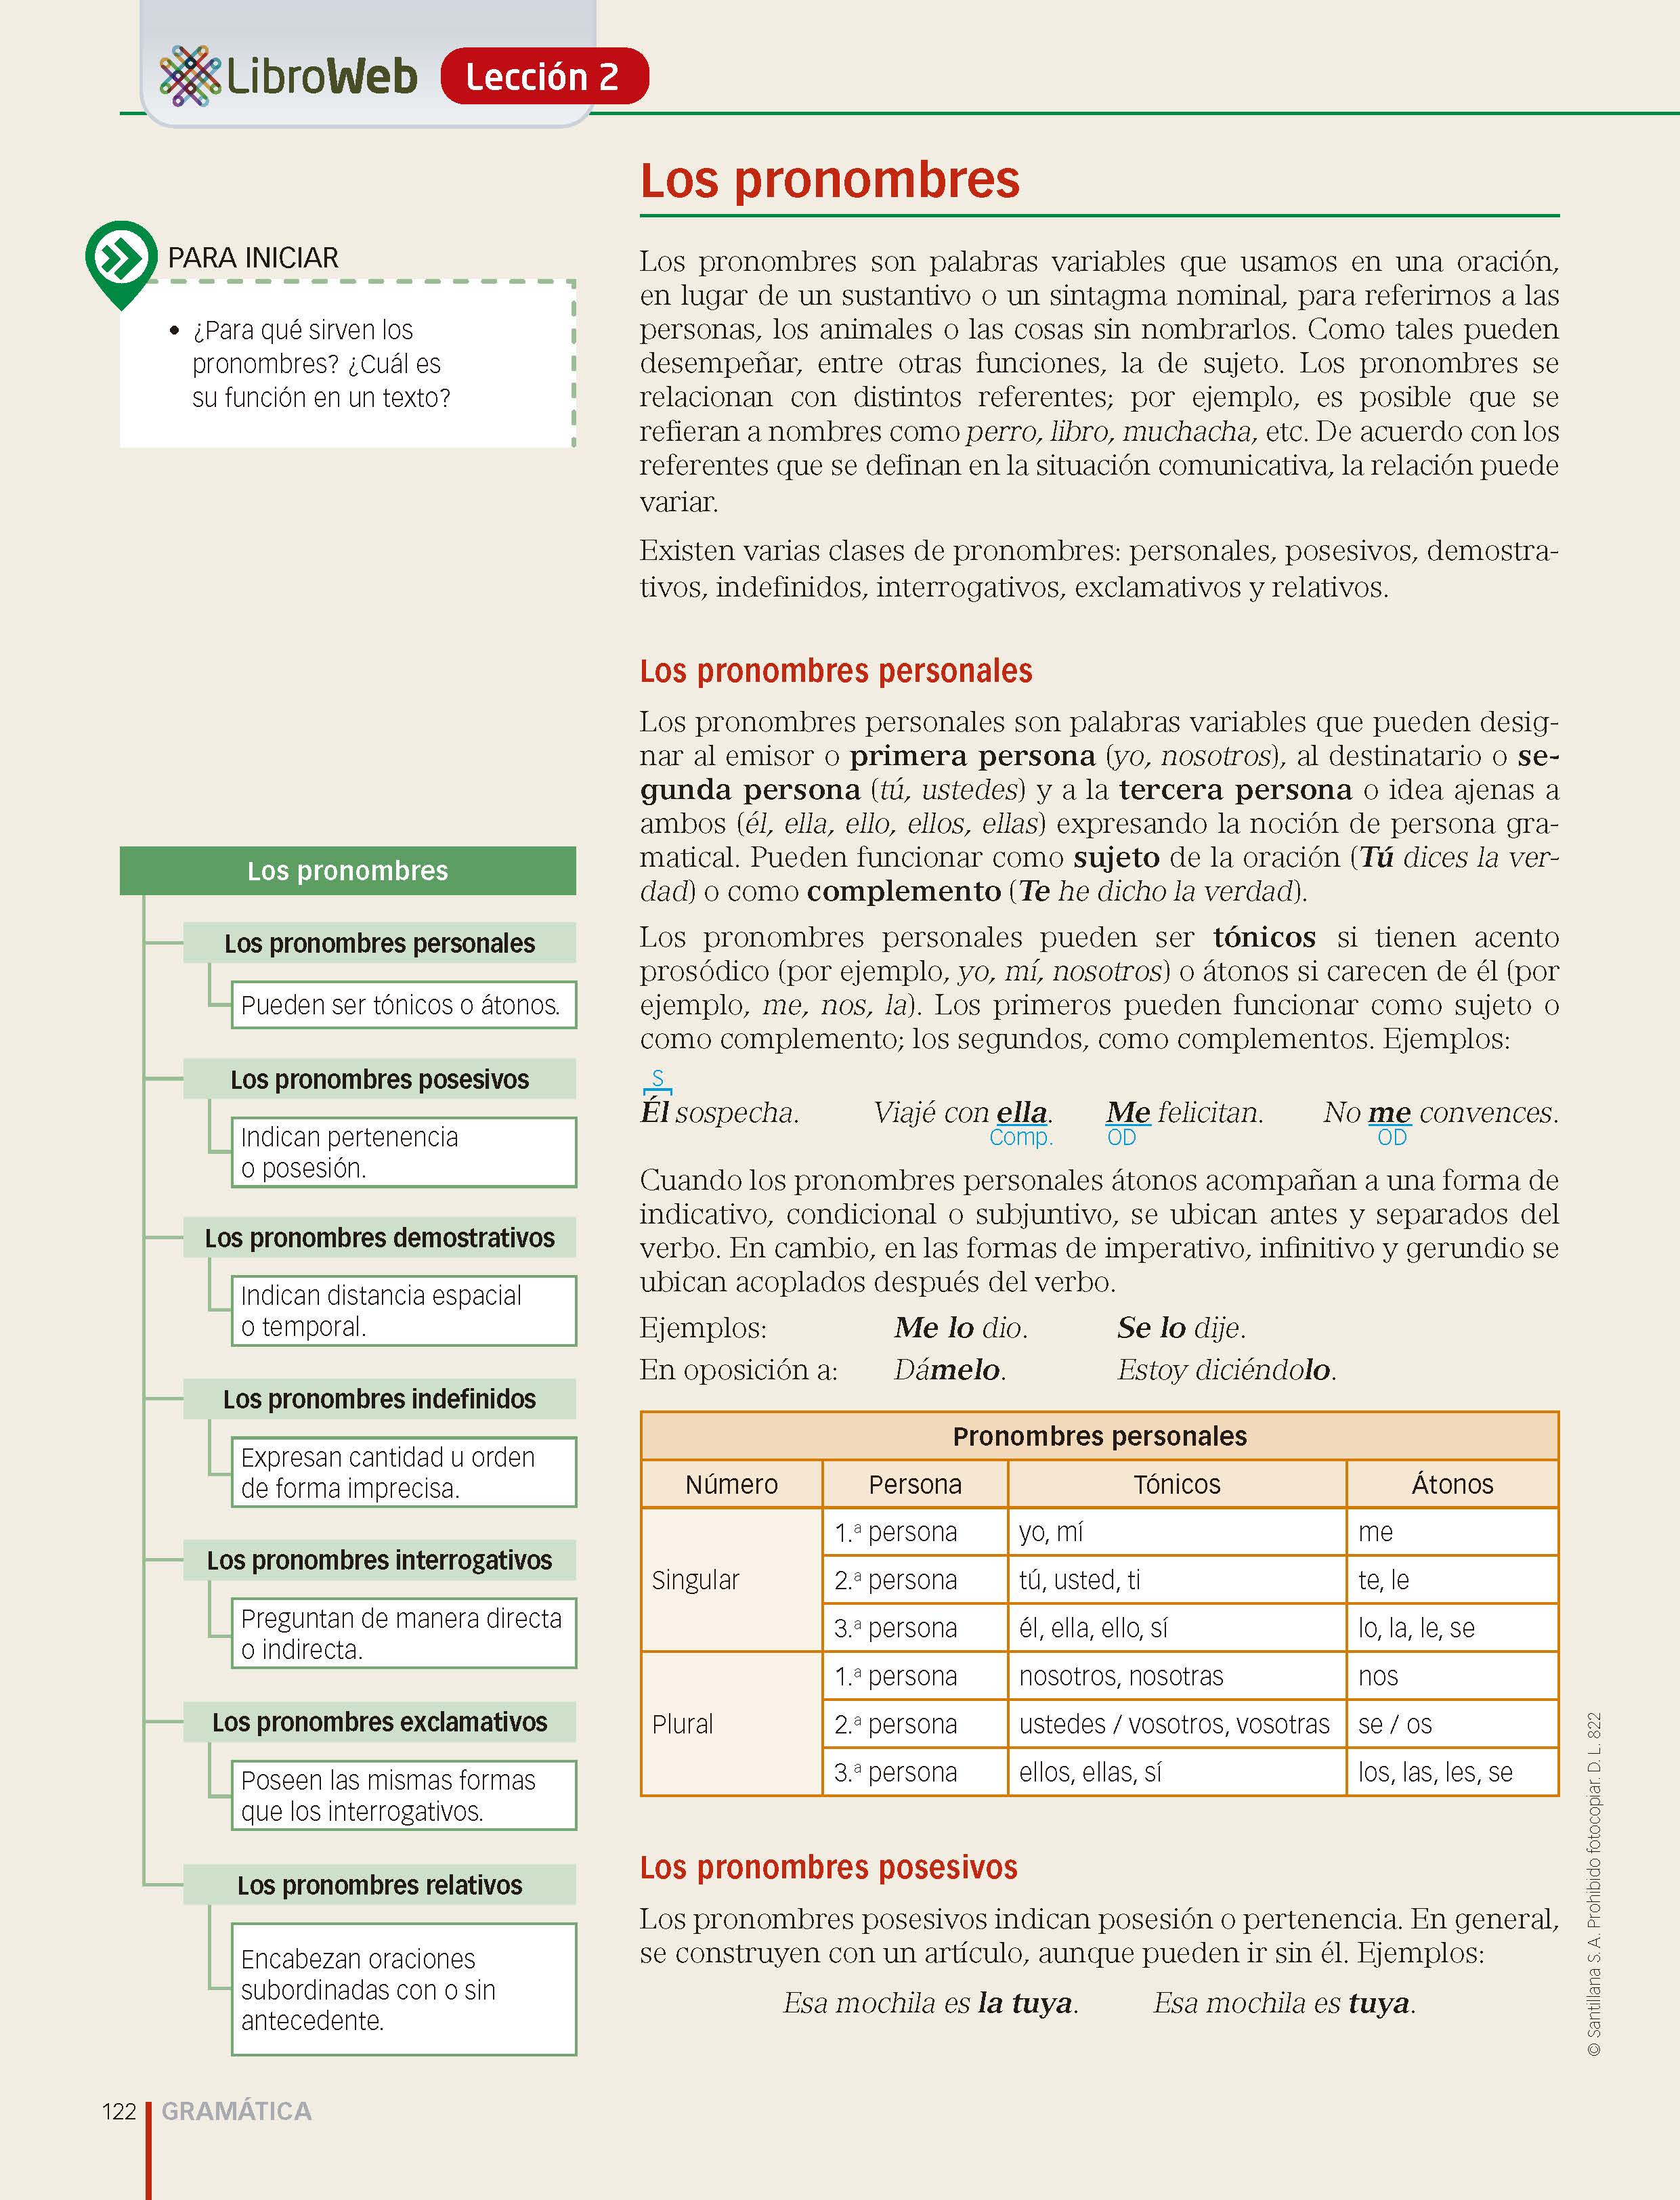 LibroWeb Lección 2
Los pronombres
PARA INICIAR
• ¿Para qué sirven los
pronombres? ¿Cuál es
su función en un texto?
Los pronombres son palabras variables que usamos en una oración,
en lugar de un sustantivo o un sintagma nominal, para referirnos a las
personas, los animales o las cosas sin nombrarlos. Como tales pueden
desempeñar, entre otras funciones, la de sujeto. Los pronombres se
relacionan con distintos referentes; por ejemplo, es posible que se
refieran a nombres como perro, libro, muchacha, etc. De acuerdo con los
referentes que se definan en la situación comunicativa, la relación puede
variar.
Existen varias clases de pronombres: personales, posesivos, demostra-
tivos, indefinidos, interrogativos, exclamativos y relativos.
Los pronombres personales
Los pronombres personales son palabras variables que pueden desig-
nar al emisor o primera persona (yo, nosotros), al destinatario o se-
gunda persona (tú, ustedes) y a la tercera persona o idea ajenas a
ambos (él, ella, ello, ellos, ellas) expresando la noción de persona gra-
matical. Pueden funcionar como sujeto de la oración (Tú dices la ver-
dad) o como complemento (Te he dicho la verdad).
Los pronombres personales pueden ser tónicos si tienen acento
prosódico (por ejemplo, yo, mí, nosotros) o átonos si carecen de él (por
ejemplo, me, nos, la). Los primeros pueden funcionar como sujeto o
como complemento; los segundos, como complementos. Ejemplos:
S
Él sospecha. Viajé con ella. Me felicitan. No me convences.
Comp. OD OD
Cuando los pronombres personales átonos acompañan a una forma de
indicativo, condicional o subjuntivo, se ubican antes y separados del
verbo. En cambio, en las formas de imperativo, infinitivo y gerundio se
ubican acoplados después del verbo.
Ejemplos: Me lo dio. Se lo dije.
En oposición a: Dámelo. Estoy diciéndolo.
Pronombres personales
Número Persona Tónicos Átonos
Singular
1.ª persona yo, mí me
2.ª persona tú, usted, ti te, le
3.ª persona él, ella, ello, sí lo, la, le, se
Plural
1.ª persona nosotros, nosotras nos
2.ª persona ustedes / vosotros, vosotras se / os
3.ª persona ellos, ellas, sí los, las, les, se
Los pronombres posesivos
Los pronombres posesivos indican posesión o pertenencia. En general,
se construyen con un artículo, aunque pueden ir sin él. Ejemplos:
Esa mochila es la tuya. Esa mochila es tuya.
Los pronombres
Los pronombres personales
Pueden ser tónicos o átonos.
Los pronombres posesivos
Indican pertenencia
o posesión.
Los pronombres demostrativos
Indican distancia espacial
o temporal.
Los pronombres indefinidos
Expresan cantidad u orden
de forma imprecisa.
Los pronombres interrogativos
Preguntan de manera directa
o indirecta.
Los pronombres exclamativos
Poseen las mismas formas
que los interrogativos.
Los pronombres relativos
Encabezan oraciones
subordinadas con o sin
antecedente.
© Santillana S. A. Prohibido fotocopiar. D. L. 822
122 GRAMÁTICA